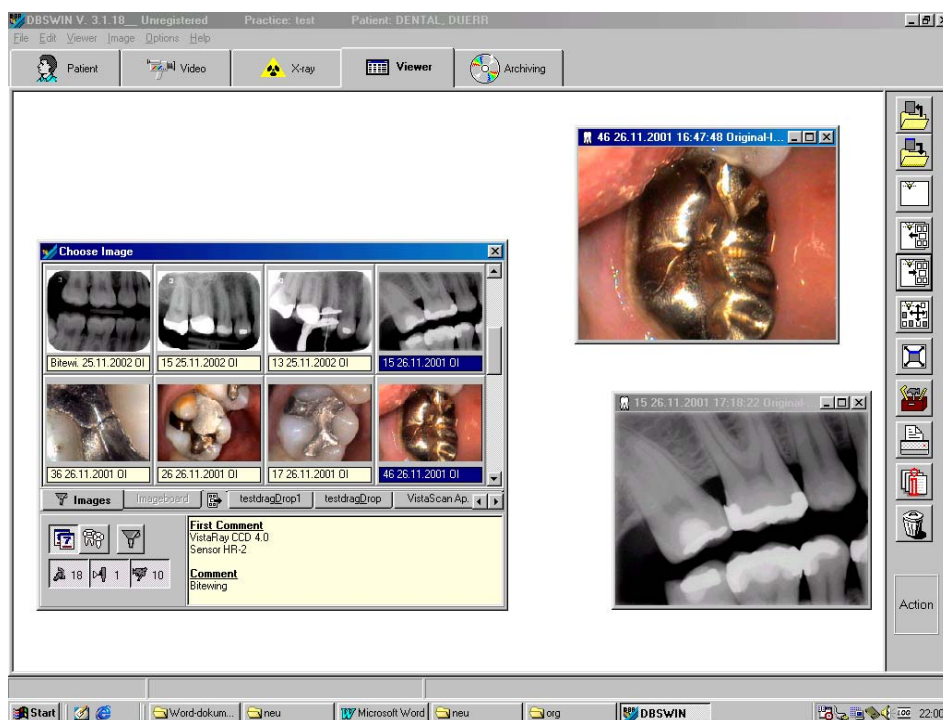 DBSWIN V. 3.1.18__ Unregistered Practice: test Patient: DENTAL, DUERR
File Edit Viewer Image Options Help
Patient Video X-ray Viewer Archiving
46 26.11.2001 16:47:48 Original-I...
Choose Image
Bitewi. 25.11.2002 OI 15 25.11.2002 OI 13 25.11.2002 OI 15 26.11.2001 OI
15 26.11.2001 17:18:22 Original-...
36 26.11.2001 OI 26 26.11.2001 OI 17 26.11.2001 OI 46 26.11.2001 OI
Images Imageboard testdragDrop1 testdragDrop VistaScan Ap.
First Comment
VistaRay CCD 4.0
Sensor HR-2
Comment
Bitewing
18 1 10
Action
Start Word-dokum... neu Microsoft Word neu org DBSWIN 22:00